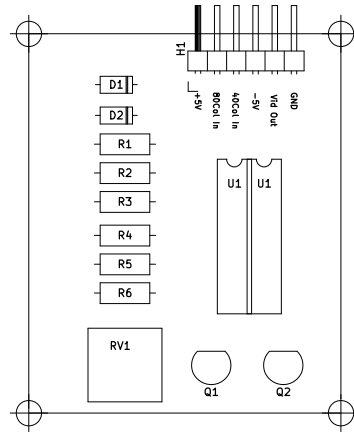 H1
+5V
80Col In
40Col In
-5V
Vid Out
GND
D1
D2
R1
R2
R3
R4
R5
R6
U1 U1
RV1
Q1 Q2